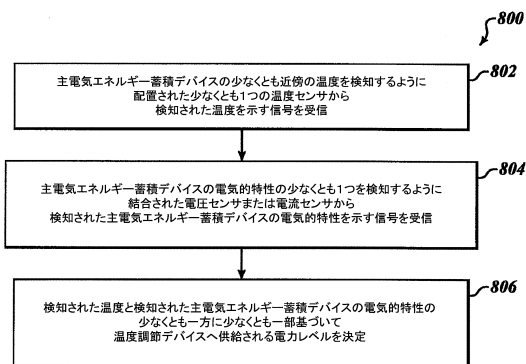 800
802
主電気エネルギー蓄積デバイスの少なくとも近傍の温度を検知するように
配置された少なくとも1つの温度センサから
検知された温度を示す信号を受信
804
主電気エネルギー蓄積デバイスの電気的特性の少なくとも1つを検知するように
結合された電圧センサまたは電流センサから
検知された主電気エネルギー蓄積デバイスの電気的特性を示す信号を受信
806
検知された温度と検知された主電気エネルギー蓄積デバイスの電気的特性の
少なくとも一方に少なくとも一部基づいて
温度調節デバイスへ供給される電力レベルを決定